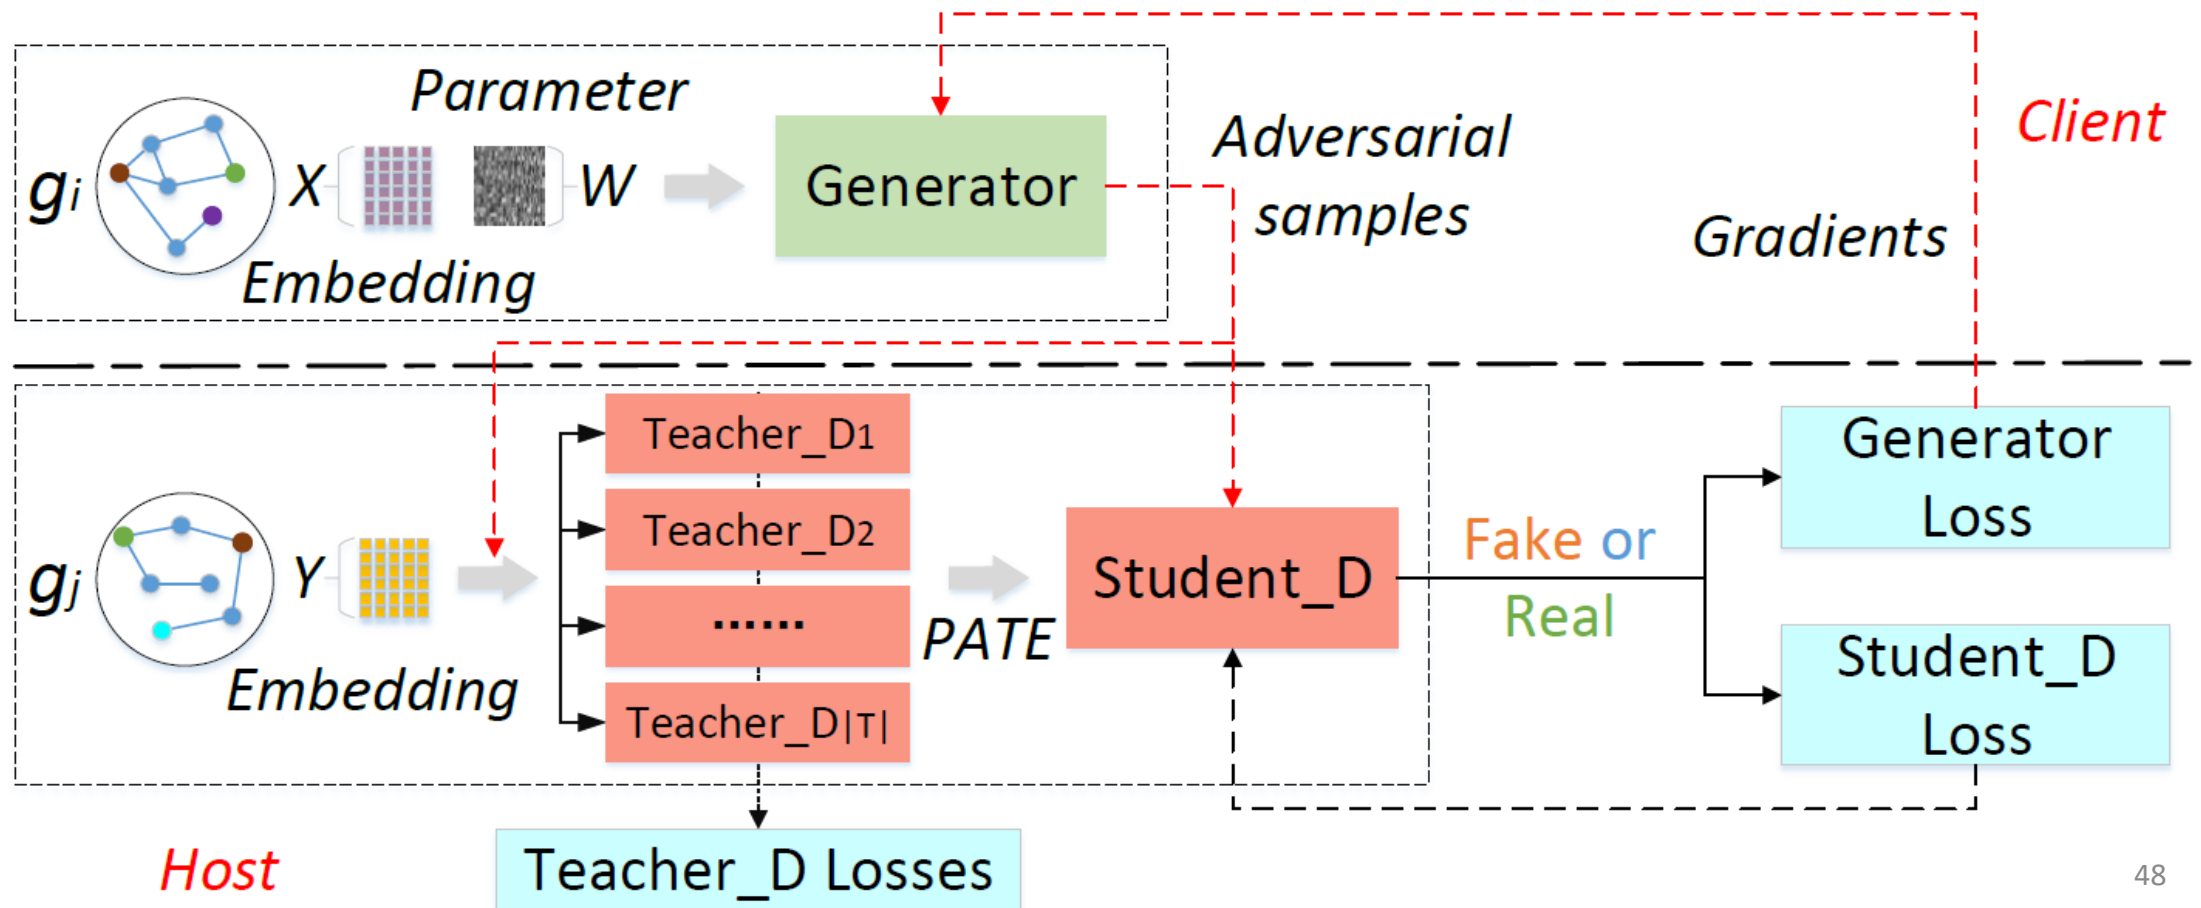 Parameter
gi
X
W
Embedding
Generator
Adversarial
samples
Gradients
Client
gj
Y
Embedding
Teacher_D1
Teacher_D2
......
Teacher_D|T|
PATE
Student_D
Fake or
Real
Generator
Loss
Student_D
Loss
Host
Teacher_D Losses
48